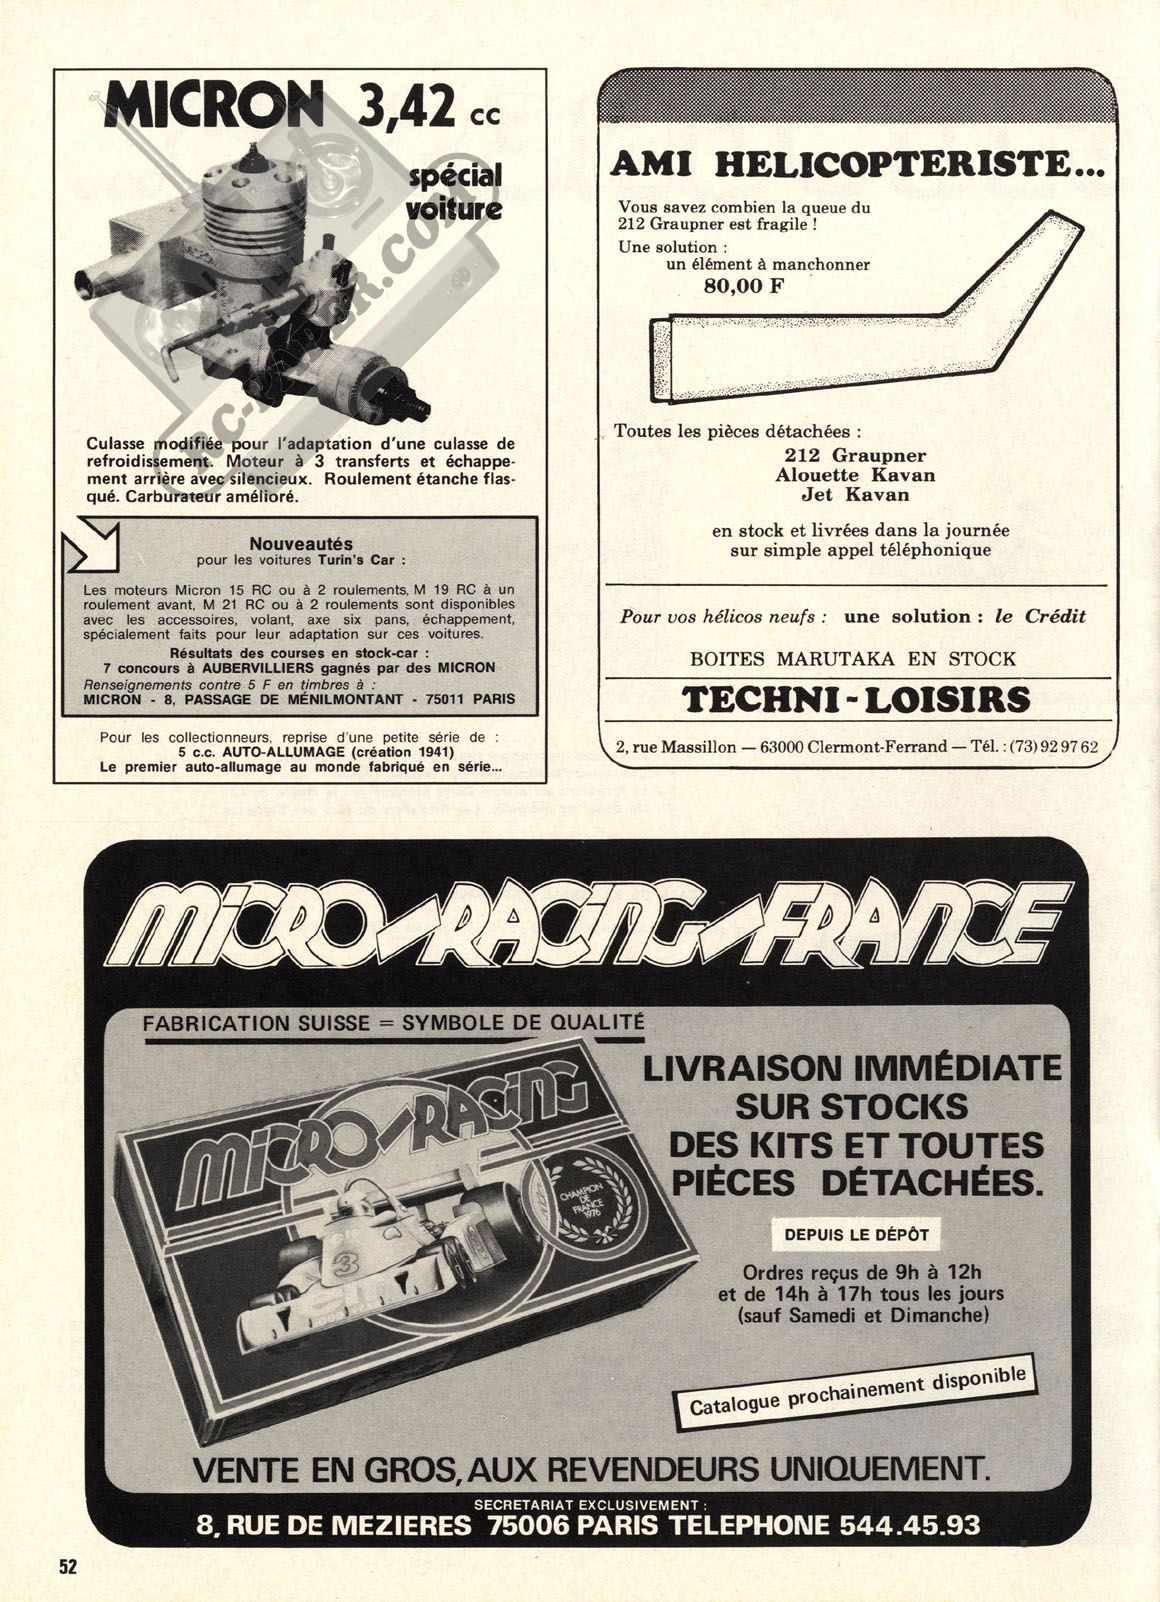 MICRON 3,42 cc
spécial
voiture
RC-PAPER.COM
Culasse modifiée pour l'adaptation d'une culasse de
refroidissement. Moteur à 3 transferts et échappe-
ment arrière avec silencieux. Roulement étanche flas-
qué. Carburateur amélioré.
Nouveautés
pour les voitures Turin's Car :
Les moteurs Micron 15 RC ou à 2 roulements, M 19 RC à un
roulement avant, M 21 RC ou à 2 roulements sont disponibles
avec les accessoires, volant, axe six pans, échappement,
spécialement faits pour leur adaptation sur ces voitures.
Résultats des courses en stock-car :
7 concours à AUBERVILLIERS gagnés par des MICRON
Renseignements contre 5 F en timbres à :
MICRON - 8, PASSAGE DE MÉNILMONTANT - 75011 PARIS
Pour les collectionneurs, reprise d'une petite série de :
5 c.c. AUTO-ALLUMAGE (création 1941)
Le premier auto-allumage au monde fabriqué en série...
AMI HELICOPTERISTE...
Vous savez combien la queue du
212 Graupner est fragile !
Une solution :
un élément à manchonner
80,00 F
Toutes les pièces détachées :
212 Graupner
Alouette Kavan
Jet Kavan
en stock et livrées dans la journée
sur simple appel téléphonique
Pour vos hélicos neufs : une solution : le Crédit
BOITES MARUTAKA EN STOCK
TECHNI-LOISIRS
2, rue Massillon — 63000 Clermont-Ferrand — Tél. : (73) 92 97 62
MICRO-RACING-FRANCE
FABRICATION SUISSE = SYMBOLE DE QUALITÉ
MICRO-RACING
CHAMPION
DE
FRANCE
1976
3
LIVRAISON IMMÉDIATE
SUR STOCKS
DES KITS ET TOUTES
PIÈCES DÉTACHÉES.
DEPUIS LE DÉPÔT
Ordres reçus de 9h à 12h
et de 14h à 17h tous les jours
(sauf Samedi et Dimanche)
Catalogue prochainement disponible
VENTE EN GROS, AUX REVENDEURS UNIQUEMENT.
SECRETARIAT EXCLUSIVEMENT :
8, RUE DE MEZIERES 75006 PARIS TELEPHONE 544.45.93
52